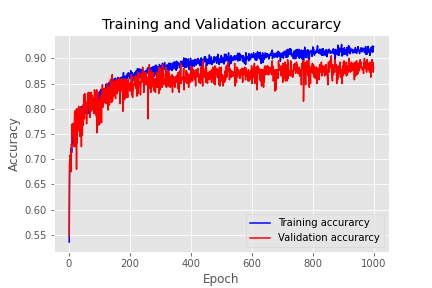 Training and Validation accurarcy
Accuracy
0.90
0.85
0.80
0.75
0.70
0.65
0.60
0.55
0
200
400
600
800
1000
Epoch
Training accurarcy
Validation accurarcy